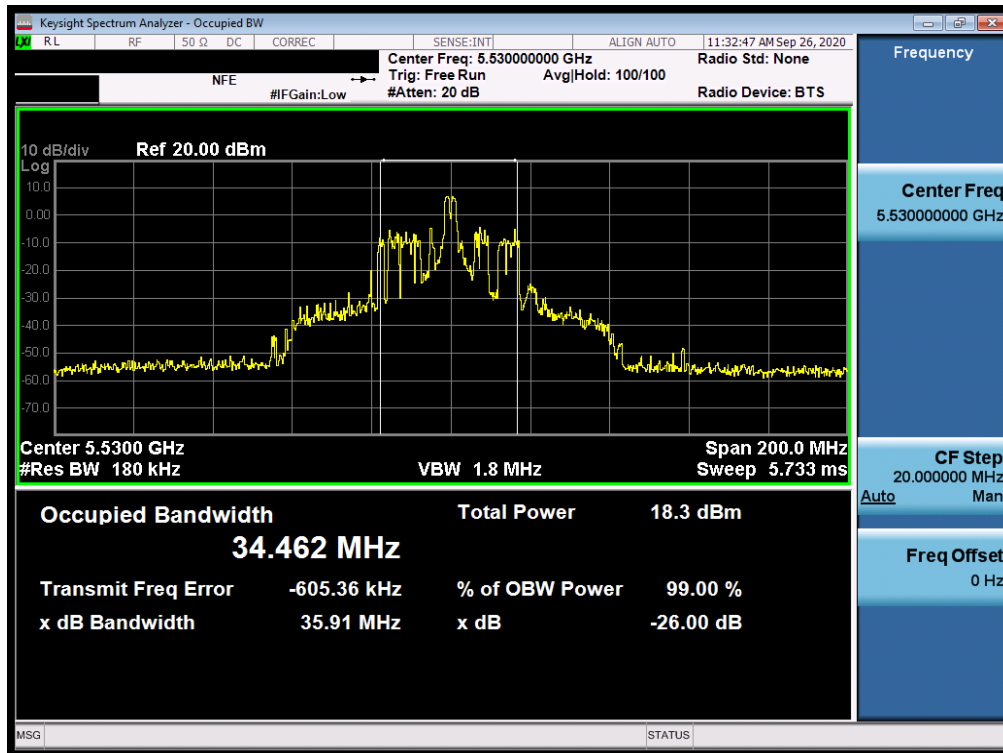 Keysight Spectrum Analyzer - Occupied BW
LXI RL RF 50 Ω DC CORREC SENSE:INT ALIGN AUTO 11:32:47 AM Sep 26, 2020
Center Freq: 5.530000000 GHz Radio Std: None
NFE Trig: Free Run Avg|Hold: 100/100
#IFGain:Low #Atten: 20 dB Radio Device: BTS
10 dB/div Ref 20.00 dBm
Log
10.0
0.00
-10.0
-20.0
-30.0
-40.0
-50.0
-60.0
-70.0
Center 5.5300 GHz Span 200.0 MHz
#Res BW 180 kHz VBW 1.8 MHz Sweep 5.733 ms
Occupied Bandwidth Total Power 18.3 dBm
34.462 MHz
Transmit Freq Error -605.36 kHz % of OBW Power 99.00 %
x dB Bandwidth 35.91 MHz x dB -26.00 dB
Frequency
Center Freq
5.530000000 GHz
CF Step
20.000000 MHz
Auto Man
Freq Offset
0 Hz
MSG STATUS